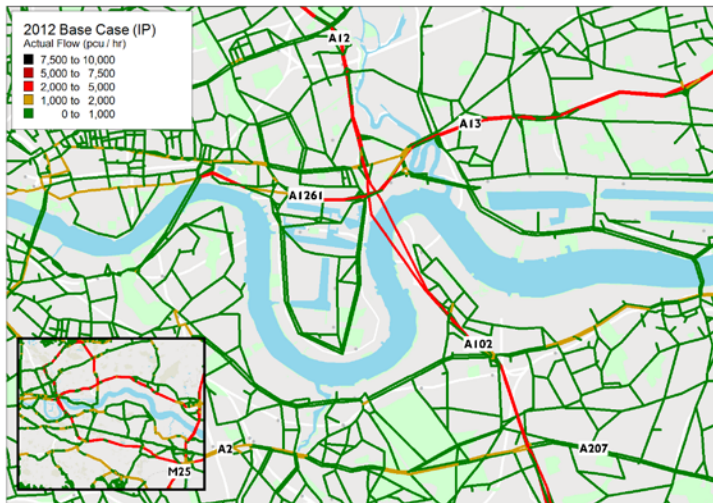 2012 Base Case (IP)
Actual Flow (pcu / hr)
7,500 to 10,000
5,000 to 7,500
2,000 to 5,000
1,000 to 2,000
0 to 1,000
A12
A13
A1261
A102
A2
A207
M25